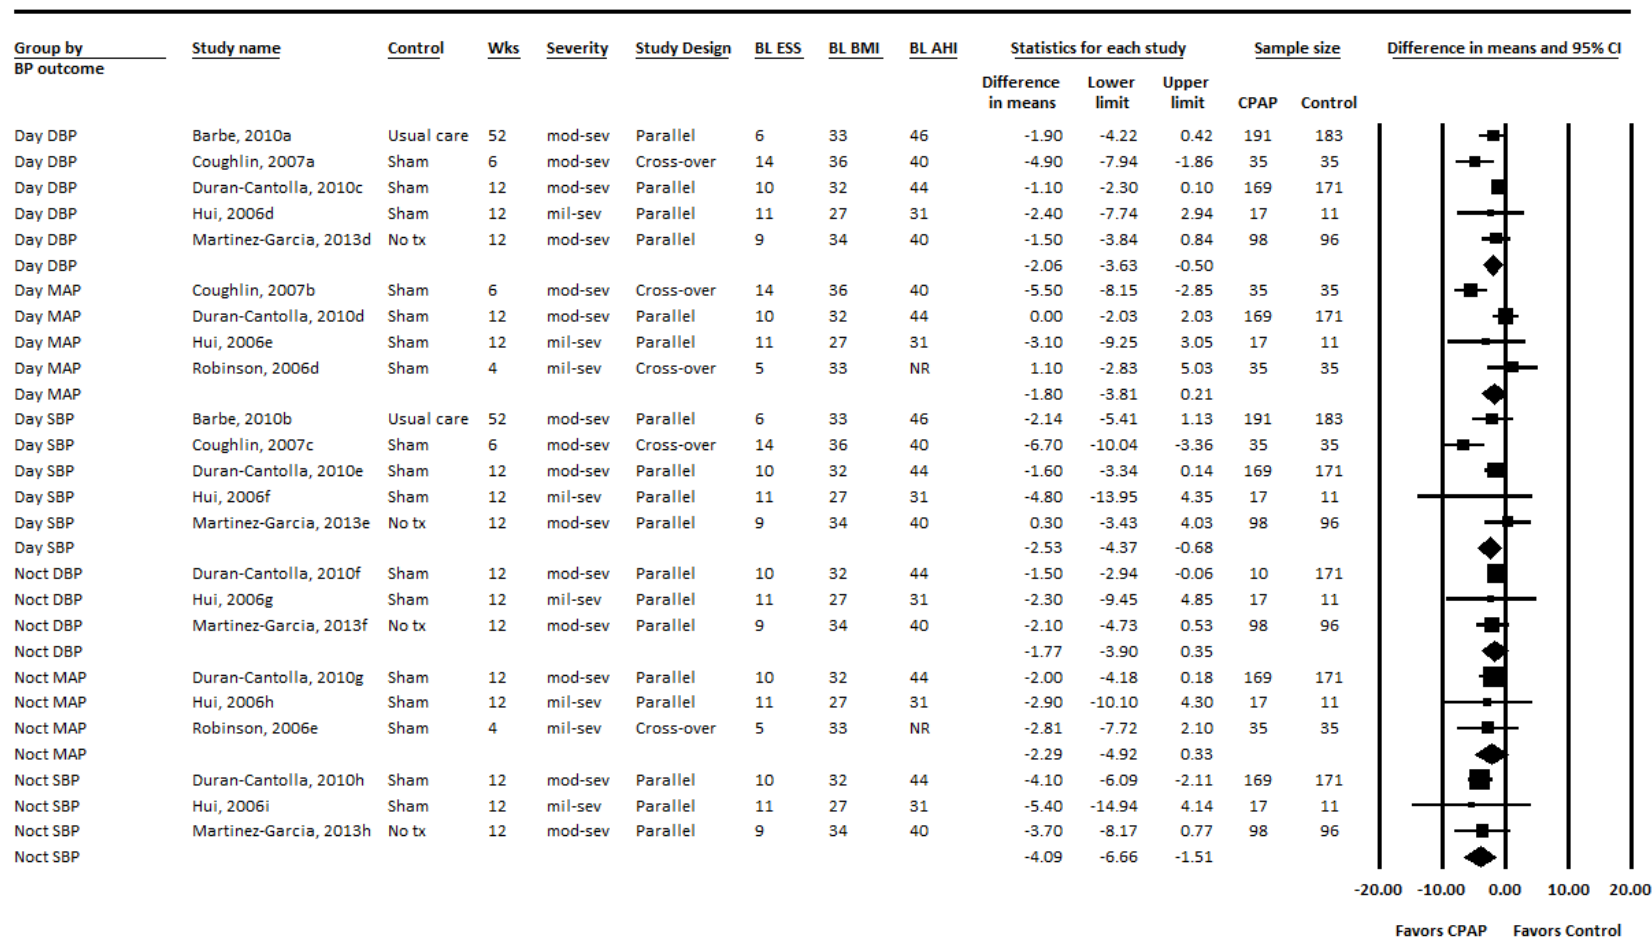 Group by Study name Control Wks Severity Study Design BL ESS BL BMI BL AHI Statistics for each study Sample size Difference in means and 95% CI
BP outcome
Difference in means Lower limit Upper limit CPAP Control
Day DBP Barbe, 2010a Usual care 52 mod-sev Parallel 6 33 46 -1.90 -4.22 0.42 191 183
Day DBP Coughlin, 2007a Sham 6 mod-sev Cross-over 14 36 40 -4.90 -7.94 -1.86 35 35
Day DBP Duran-Cantolla, 2010c Sham 12 mod-sev Parallel 10 32 44 -1.10 -2.30 0.10 169 171
Day DBP Hui, 2006d Sham 12 mil-sev Parallel 11 27 31 -2.40 -7.74 2.94 17 11
Day DBP Martinez-Garcia, 2013d No tx 12 mod-sev Parallel 9 34 40 -1.50 -3.84 0.84 98 96
Day DBP -2.06 -3.63 -0.50
Day MAP Coughlin, 2007b Sham 6 mod-sev Cross-over 14 36 40 -5.50 -8.15 -2.85 35 35
Day MAP Duran-Cantolla, 2010d Sham 12 mod-sev Parallel 10 32 44 0.00 -2.03 2.03 169 171
Day MAP Hui, 2006e Sham 12 mil-sev Parallel 11 27 31 -3.10 -9.25 3.05 17 11
Day MAP Robinson, 2006d Sham 4 mil-sev Cross-over 5 33 NR 1.10 -2.83 5.03 35 35
Day MAP -1.80 -3.81 0.21
Day SBP Barbe, 2010b Usual care 52 mod-sev Parallel 6 33 46 -2.14 -5.41 1.13 191 183
Day SBP Coughlin, 2007c Sham 6 mod-sev Cross-over 14 36 40 -6.70 -10.04 -3.36 35 35
Day SBP Duran-Cantolla, 2010e Sham 12 mod-sev Parallel 10 32 44 -1.60 -3.34 0.14 169 171
Day SBP Hui, 2006f Sham 12 mil-sev Parallel 11 27 31 -4.80 -13.95 4.35 17 11
Day SBP Martinez-Garcia, 2013e No tx 12 mod-sev Parallel 9 34 40 0.30 -3.43 4.03 98 96
Day SBP -2.53 -4.37 -0.68
Noct DBP Duran-Cantolla, 2010f Sham 12 mod-sev Parallel 10 32 44 -1.50 -2.94 -0.06 10 171
Noct DBP Hui, 2006g Sham 12 mil-sev Parallel 11 27 31 -2.30 -9.45 4.85 17 11
Noct DBP Martinez-Garcia, 2013f No tx 12 mod-sev Parallel 9 34 40 -2.10 -4.73 0.53 98 96
Noct DBP -1.77 -3.90 0.35
Noct MAP Duran-Cantolla, 2010g Sham 12 mod-sev Parallel 10 32 44 -2.00 -4.18 0.18 169 171
Noct MAP Hui, 2006h Sham 12 mil-sev Parallel 11 27 31 -2.90 -10.10 4.30 17 11
Noct MAP Robinson, 2006e Sham 4 mil-sev Cross-over 5 33 NR -2.81 -7.72 2.10 35 35
Noct MAP -2.29 -4.92 0.33
Noct SBP Duran-Cantolla, 2010h Sham 12 mod-sev Parallel 10 32 44 -4.10 -6.09 -2.11 169 171
Noct SBP Hui, 2006i Sham 12 mil-sev Parallel 11 27 31 -5.40 -14.94 4.14 17 11
Noct SBP Martinez-Garcia, 2013h No tx 12 mod-sev Parallel 9 34 40 -3.70 -8.17 0.77 98 96
Noct SBP -4.09 -6.66 -1.51
-20.00 -10.00 0.00 10.00 20.00
Favors CPAP Favors Control